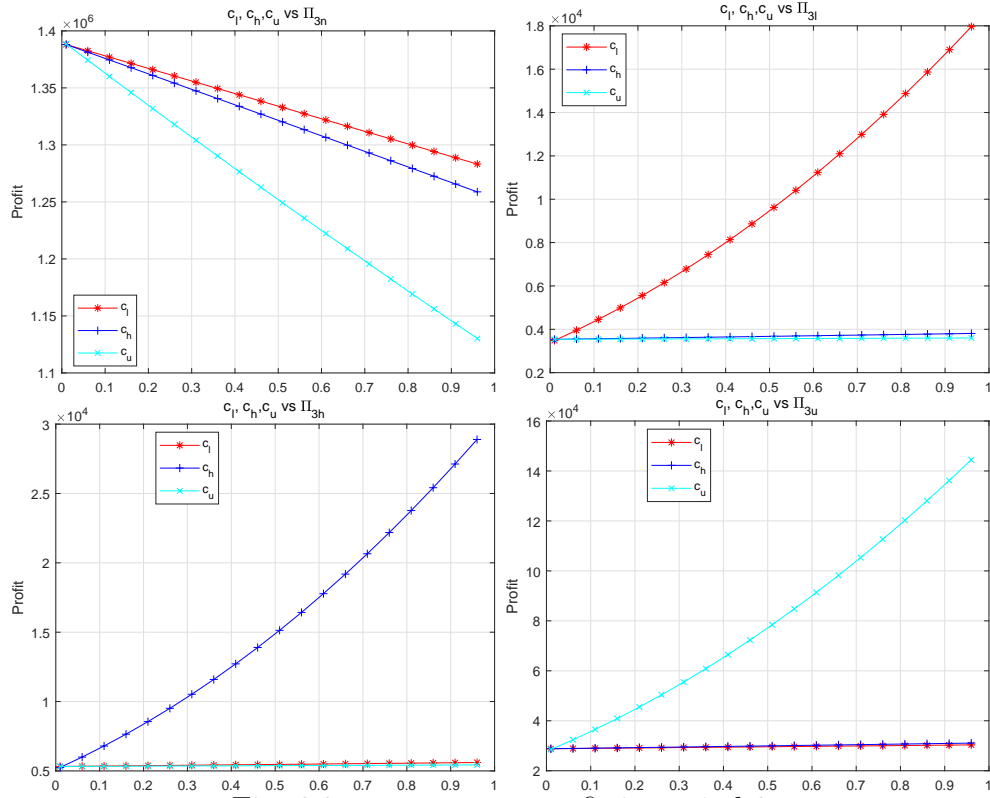 c_l, c_h,c_u vs Π_3n
×10^6
1.4
1.35
1.3
1.25
1.2
1.15
1.1
Profit
c_l
c_h
c_u
0 0.1 0.2 0.3 0.4 0.5 0.6 0.7 0.8 0.9 1
c_l, c_h,c_u vs Π_3l
×10^4
1.8
1.6
1.4
1.2
1
0.8
0.6
0.4
0.2
Profit
c_l
c_h
c_u
0 0.1 0.2 0.3 0.4 0.5 0.6 0.7 0.8 0.9 1
c_l, c_h,c_u vs Π_3h
×10^4
3
2.5
2
1.5
1
0.5
Profit
c_l
c_h
c_u
0 0.1 0.2 0.3 0.4 0.5 0.6 0.7 0.8 0.9 1
c_l, c_h,c_u vs Π_3u
×10^4
16
14
12
10
8
6
4
2
Profit
c_l
c_h
c_u
0 0.1 0.2 0.3 0.4 0.5 0.6 0.7 0.8 0.9 1